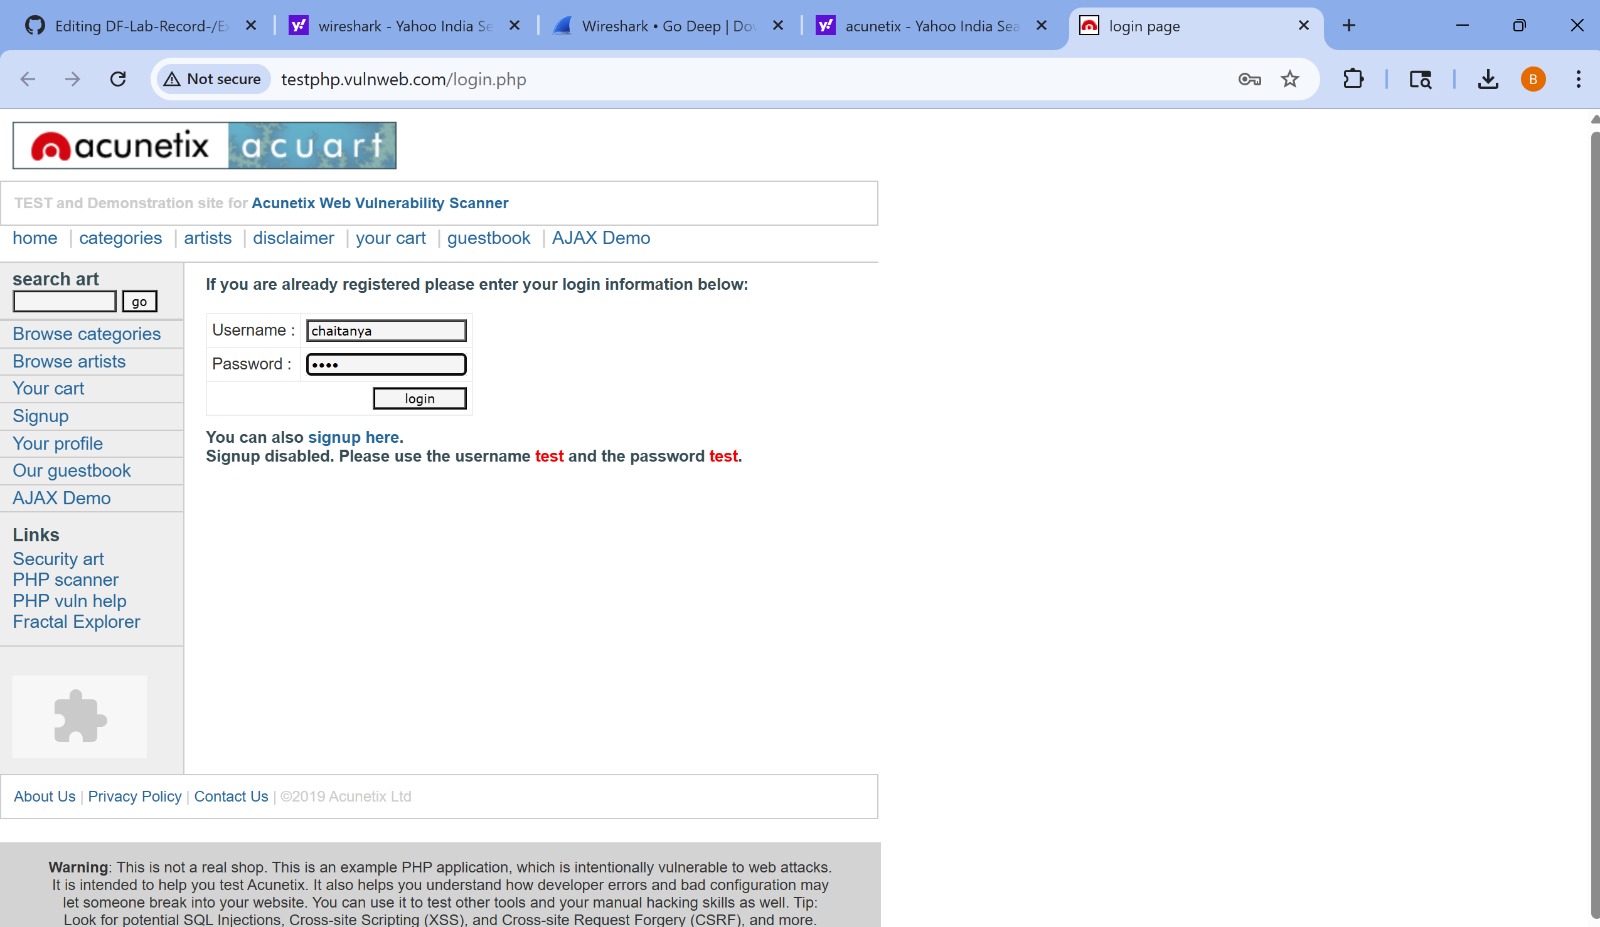 Editing DF-Lab-Record-/Ex
wireshark - Yahoo India Se
Wireshark • Go Deep | Do
acunetix - Yahoo India Sea
login page
Not secure
testphp.vulnweb.com/login.php
B
acunetix acuart
TEST and Demonstration site for Acunetix Web Vulnerability Scanner
home | categories | artists | disclaimer | your cart | guestbook | AJAX Demo
search art
go
Browse categories
Browse artists
Your cart
Signup
Your profile
Our guestbook
AJAX Demo
Links
Security art
PHP scanner
PHP vuln help
Fractal Explorer
If you are already registered please enter your login information below:
Username : chaitanya
Password : ••••
login
You can also signup here.
Signup disabled. Please use the username test and the password test.
About Us | Privacy Policy | Contact Us | ©2019 Acunetix Ltd
Warning: This is not a real shop. This is an example PHP application, which is intentionally vulnerable to web attacks.
It is intended to help you test Acunetix. It also helps you understand how developer errors and bad configuration may
let someone break into your website. You can use it to test other tools and your manual hacking skills as well. Tip:
Look for potential SQL Injections, Cross-site Scripting (XSS), and Cross-site Request Forgery (CSRF), and more.